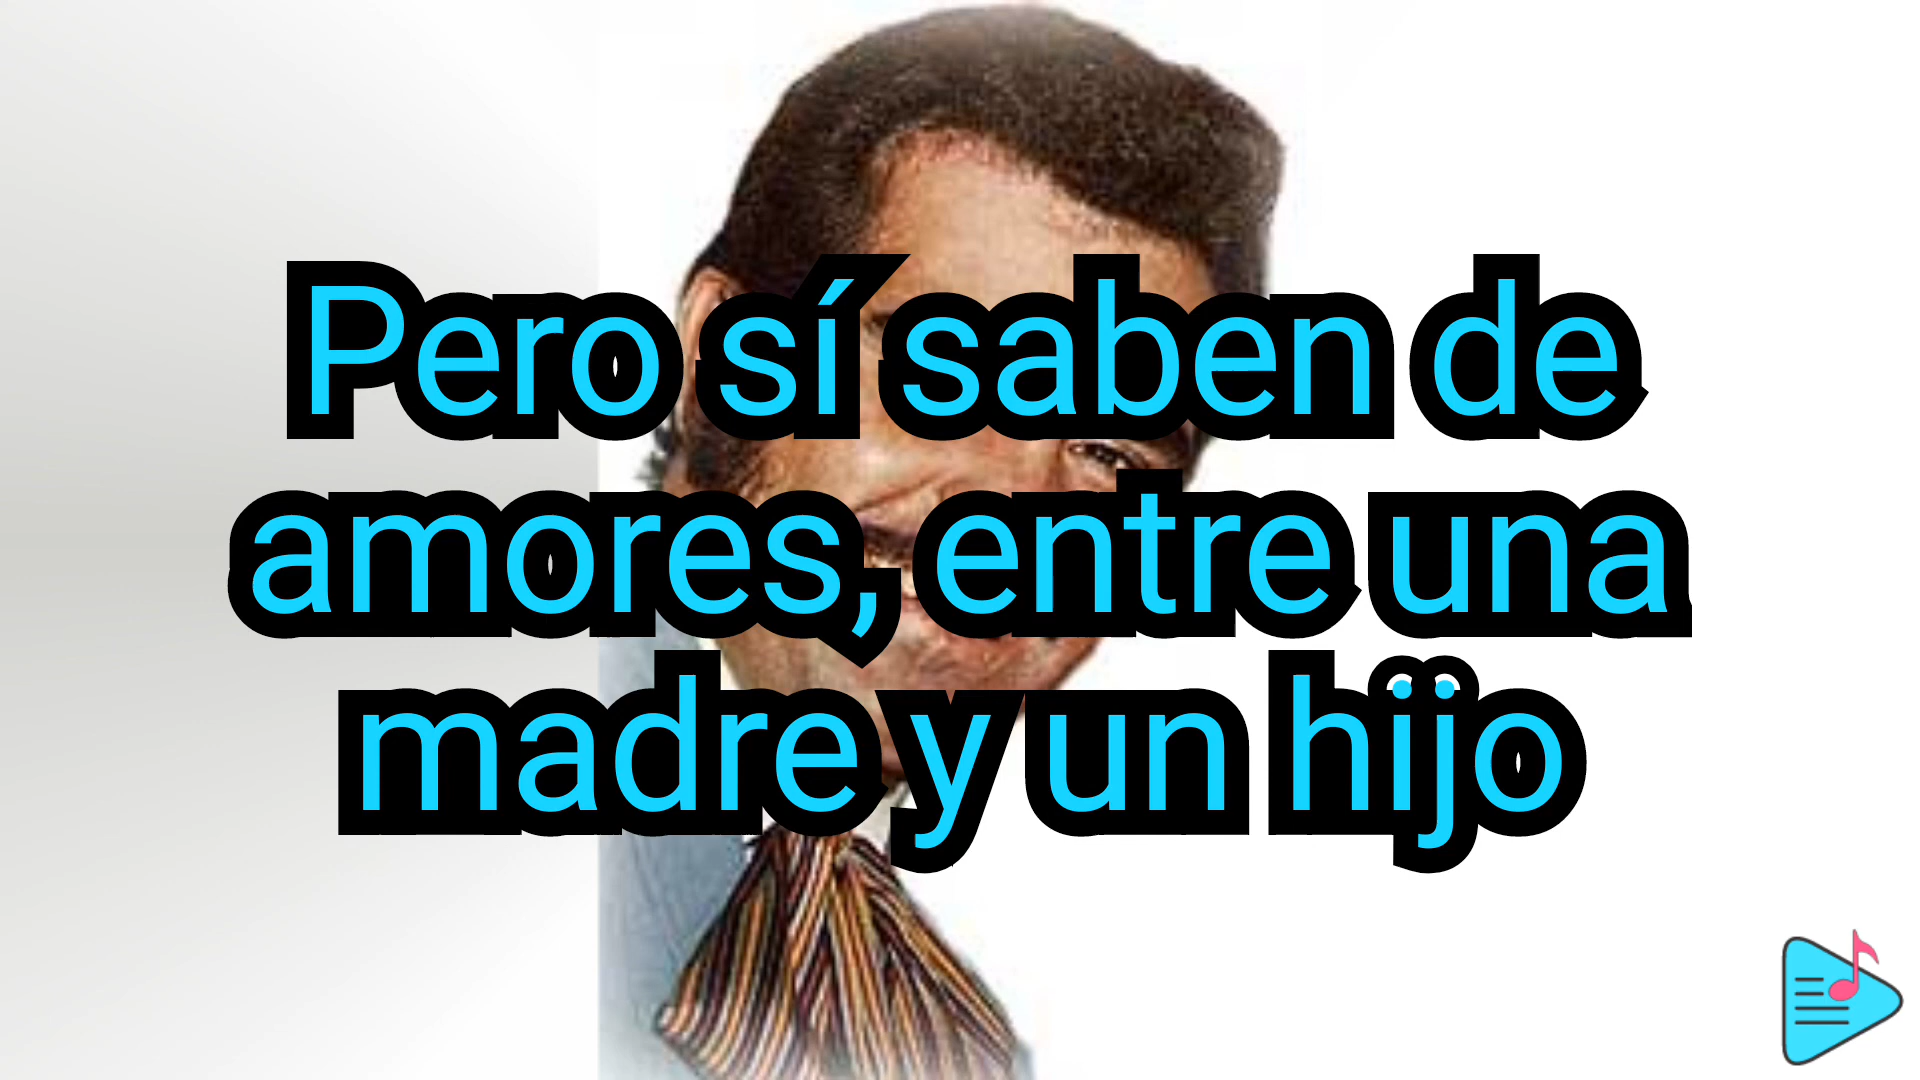 Pero sí saben de
amores, entre una
madre y un hijo